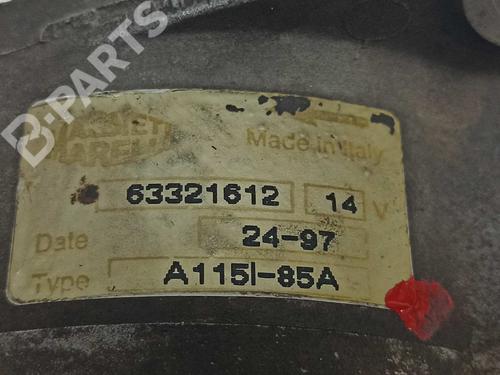 B-PARTS
MAGNETI
MARELLI
Made in Italy
63321612 14 V
Date 24-97
Type A115I-85A